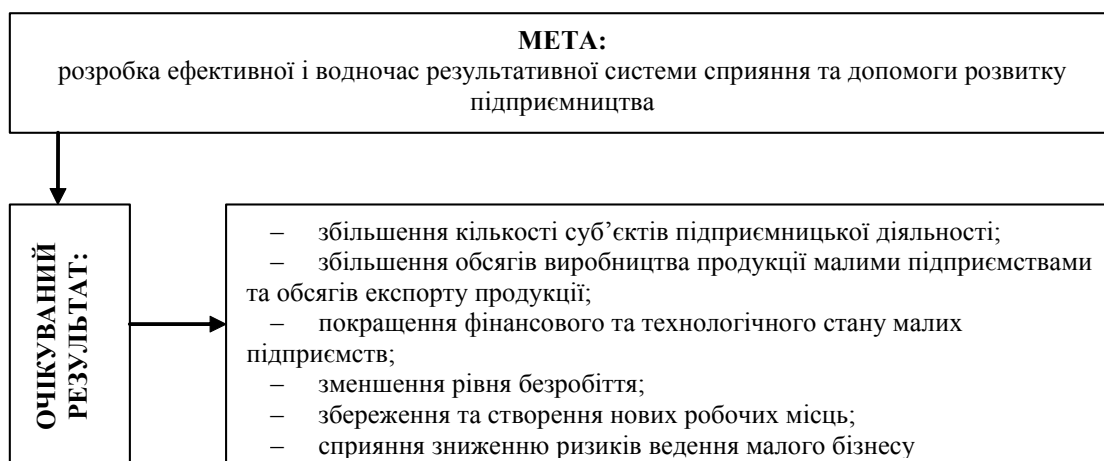 МЕТА:
розробка ефективної і водночас результативної системи сприяння та допомоги розвитку
підприємництва
ОЧІКУВАНИЙ
РЕЗУЛЬТАТ:
– збільшення кількості суб’єктів підприємницької діяльності;
– збільшення обсягів виробництва продукції малими підприємствами
та обсягів експорту продукції;
– покращення фінансового та технологічного стану малих
підприємств;
– зменшення рівня безробіття;
– збереження та створення нових робочих місць;
– сприяння зниженню ризиків ведення малого бізнесу